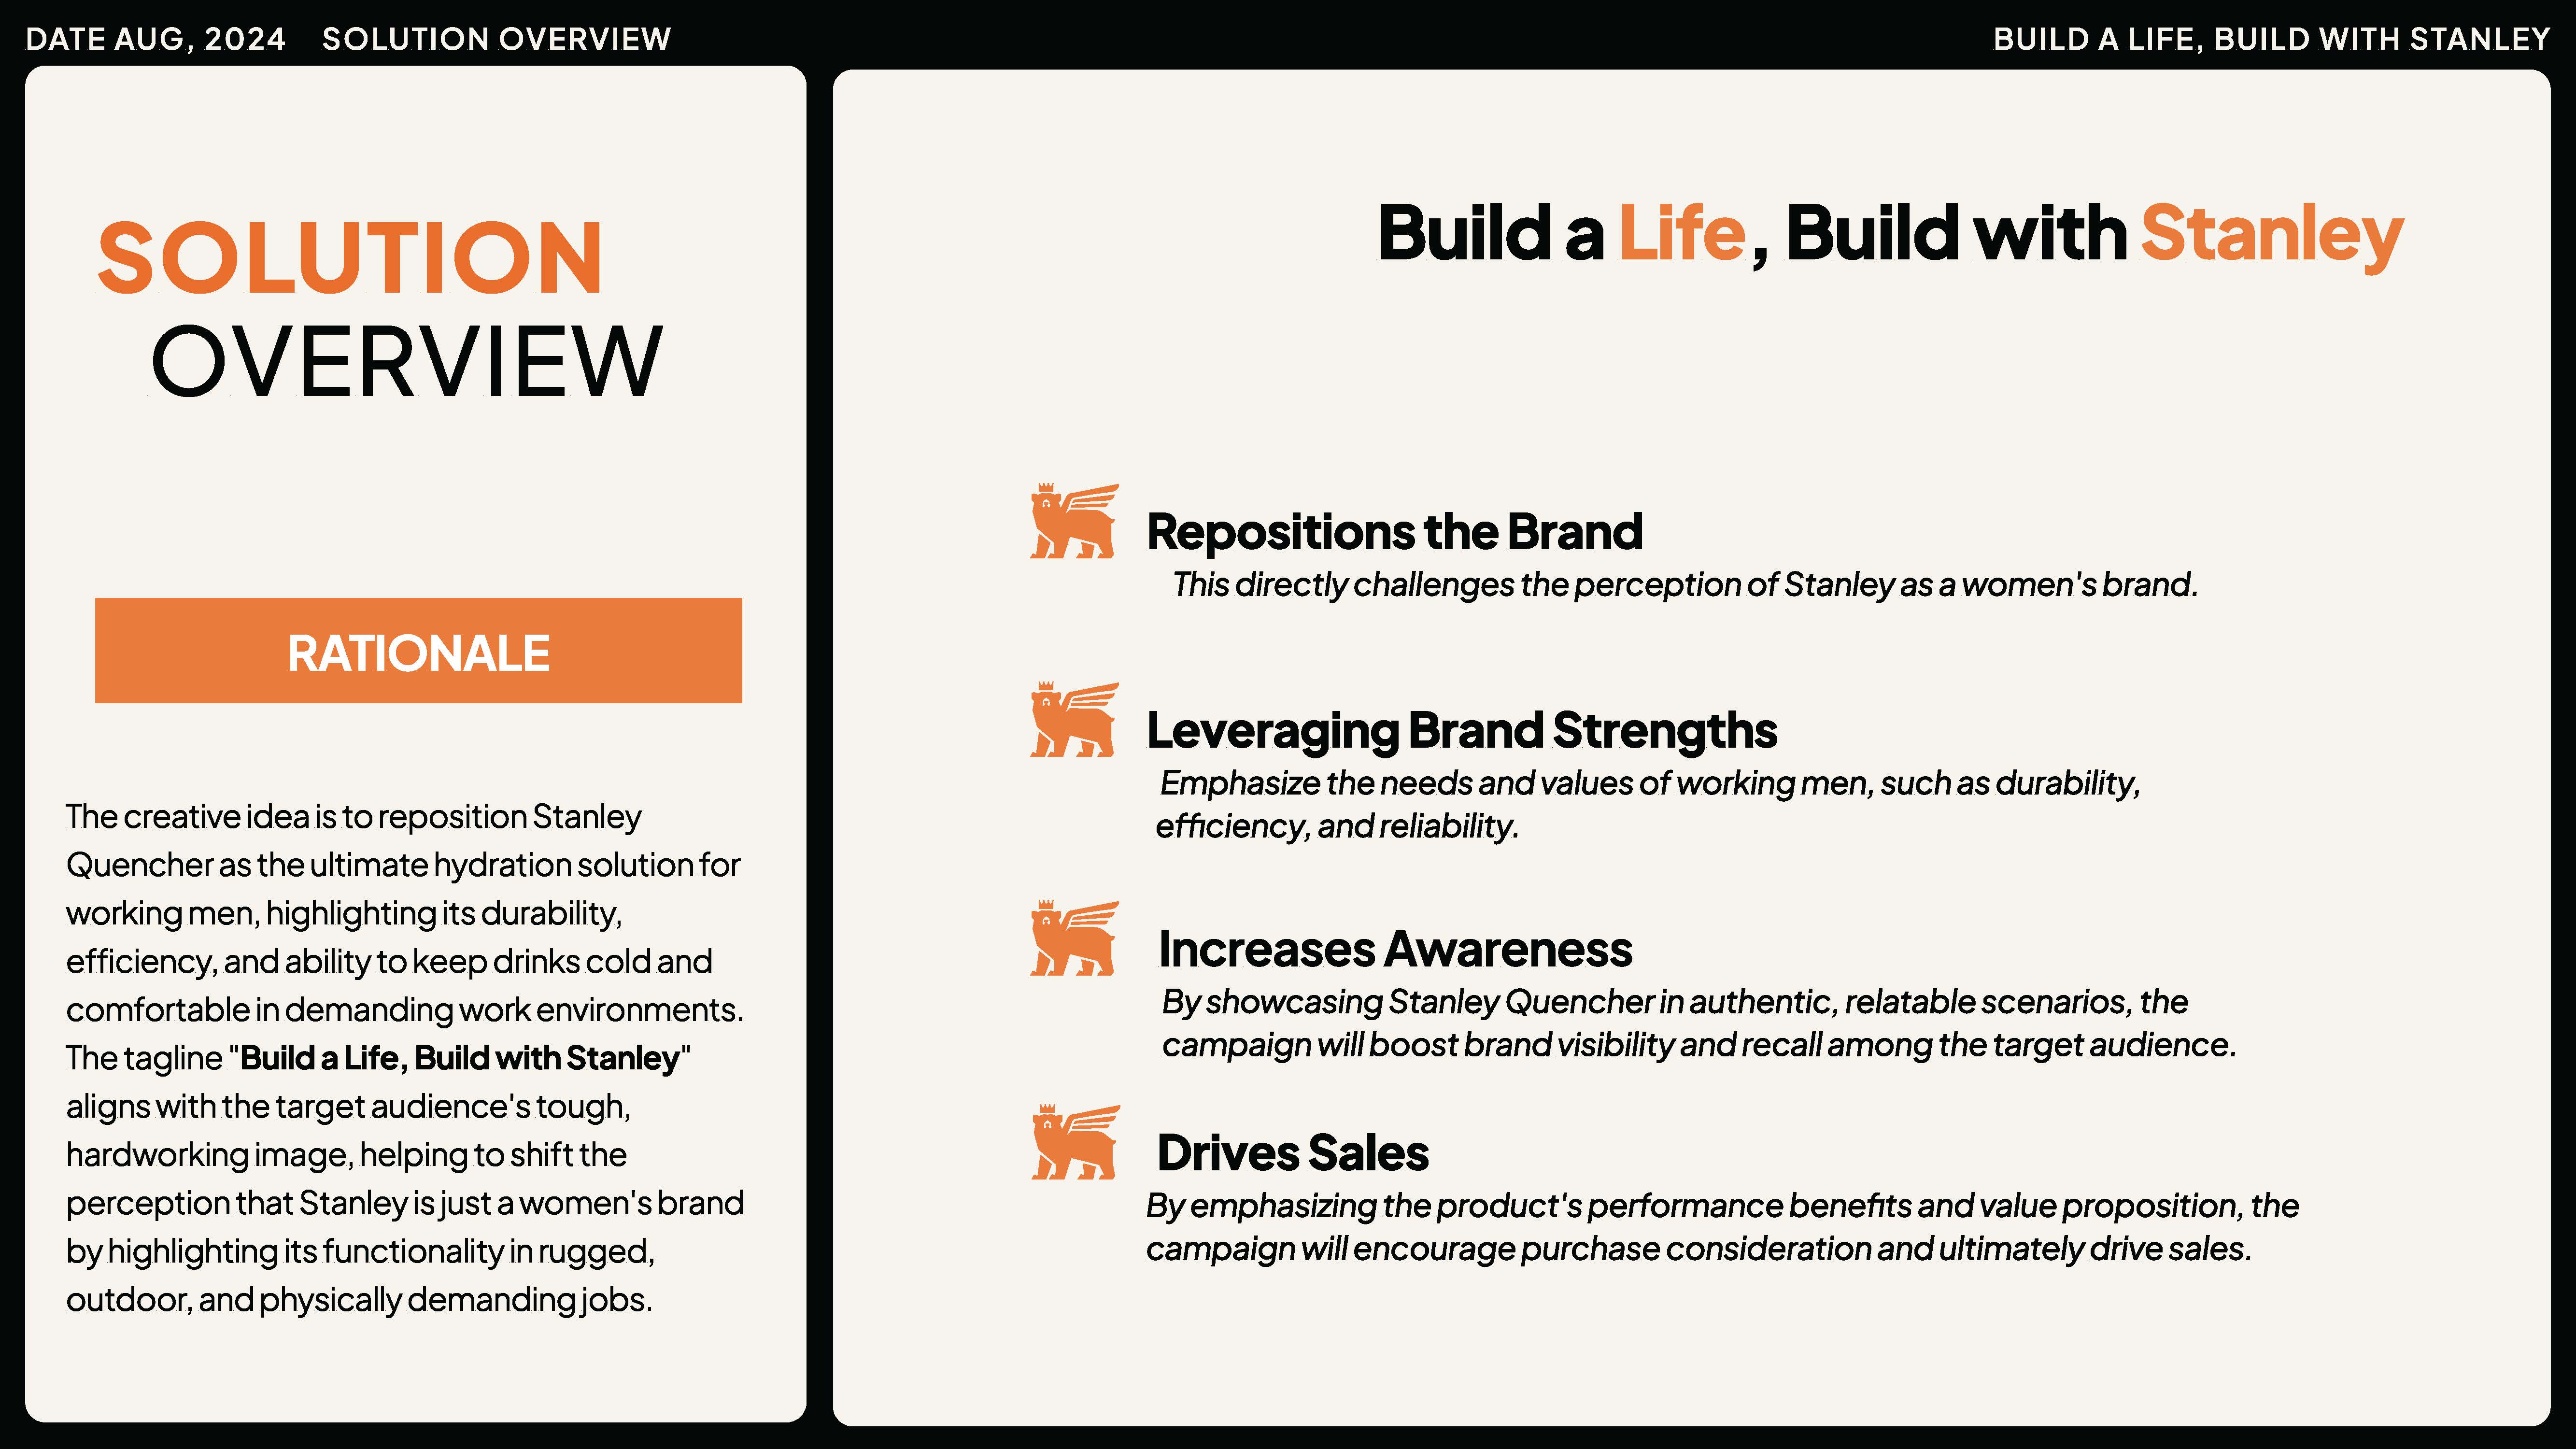 DATE AUG, 2024 SOLUTION OVERVIEW
BUILD A LIFE, BUILD WITH STANLEY
SOLUTION
OVERVIEW
RATIONALE
The creative idea is to reposition Stanley
Quencher as the ultimate hydration solution for
working men, highlighting its durability,
efficiency, and ability to keep drinks cold and
comfortable in demanding work environments.
The tagline "Build a Life, Build with Stanley"
aligns with the target audience's tough,
hardworking image, helping to shift the
perception that Stanley is just a women's brand
by highlighting its functionality in rugged,
outdoor, and physically demanding jobs.
Build a Life, Build with Stanley
Repositions the Brand
This directly challenges the perception of Stanley as a women's brand.
Leveraging Brand Strengths
Emphasize the needs and values of working men, such as durability,
efficiency, and reliability.
Increases Awareness
By showcasing Stanley Quencher in authentic, relatable scenarios, the
campaign will boost brand visibility and recall among the target audience.
Drives Sales
By emphasizing the product's performance benefits and value proposition, the
campaign will encourage purchase consideration and ultimately drive sales.